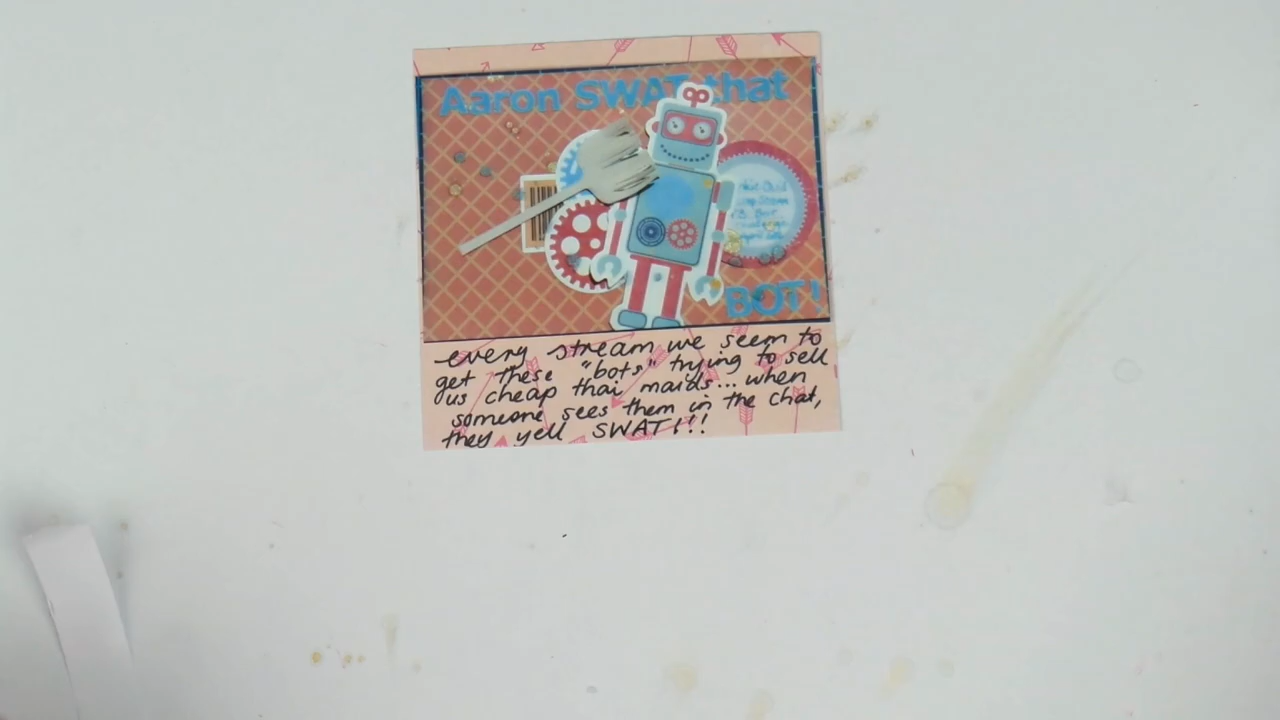 Aaron SWAT that
BOT!
every stream we seem to
get these "bots" trying to sell
us cheap thai maids... when
someone sees them in the chat,
they yell SWAT!!!